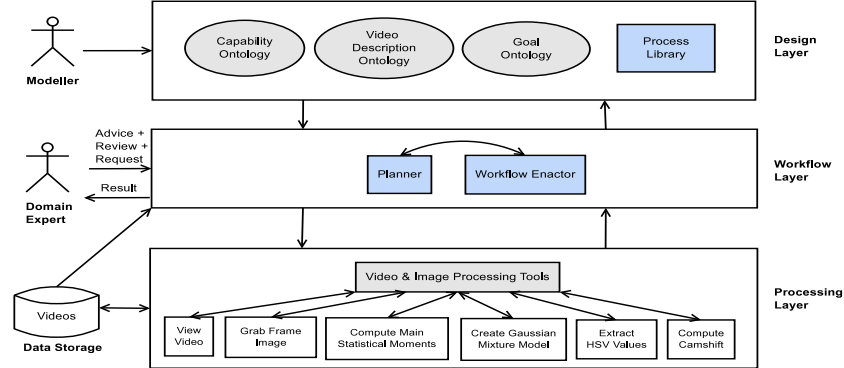 Modeller
Capability
Ontology
Video
Description
Ontology
Goal
Ontology
Process
Library
Design
Layer
Advice +
Review +
Request
Result
Domain
Expert
Planner
Workflow Enactor
Workflow
Layer
Videos
Data Storage
Video & Image Processing Tools
View
Video
Grab Frame
Image
Compute Main
Statistical Moments
Create Gaussian
Mixture Model
Extract
HSV Values
Compute
Camshift
Processing
Layer